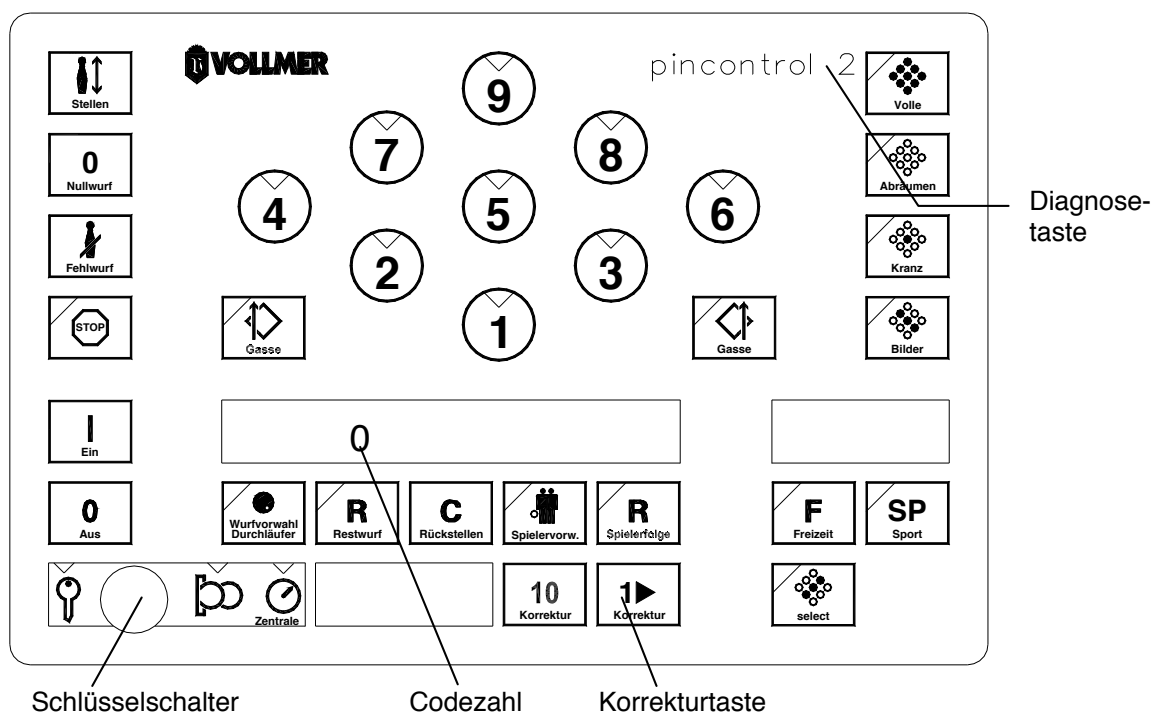 Stellen
VOLLMER
pincontrol 2
Volle
9
7
8
0
Nullwurf
Abräumen
4
5
6
Diagnose-
taste
Fehlwurf
2
3
Kranz
STOP
Gasse
1
Gasse
Bilder
I
Ein
0
0
Aus
Wurfvorwahl
Durchläufer
R
Restwurf
C
Rückstellen
Spielervorw.
R
Spielerfolge
F
Freizeit
SP
Sport
Zentrale
10
Korrektur
1
Korrektur
select
Schlüsselschalter
Codezahl
Korrekturtaste